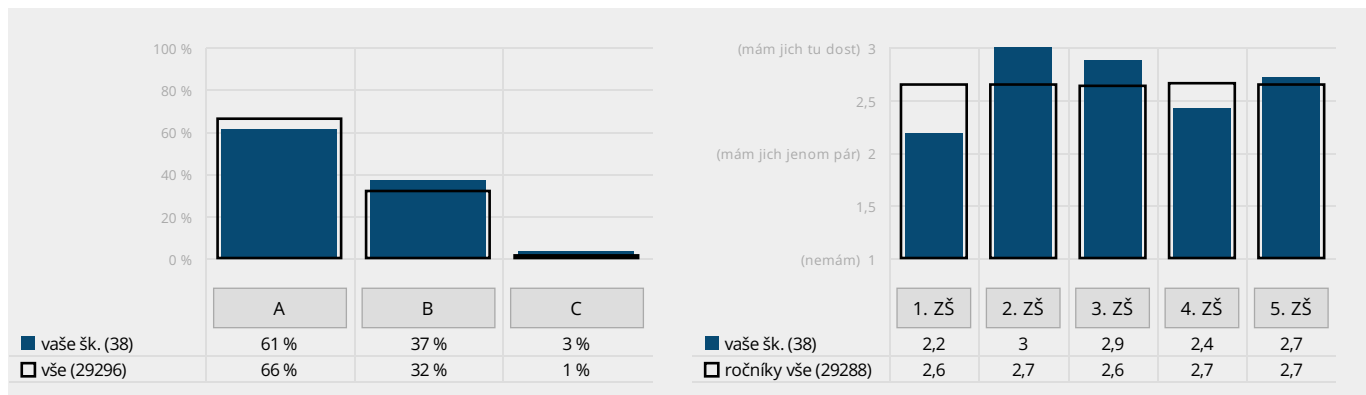 100 %
80 %
60 %
40 %
20 %
0 %
A B C
vaše šk. (38) 61 % 37 % 3 %
vše (29296) 66 % 32 % 1 %
(mám jich tu dost) 3
2,5
(mám jich jenom pár) 2
1,5
(nemám) 1
1. ZŠ 2. ZŠ 3. ZŠ 4. ZŠ 5. ZŠ
vaše šk. (38) 2,2 3 2,9 2,4 2,7
ročníky vše (29288) 2,6 2,7 2,6 2,7 2,7